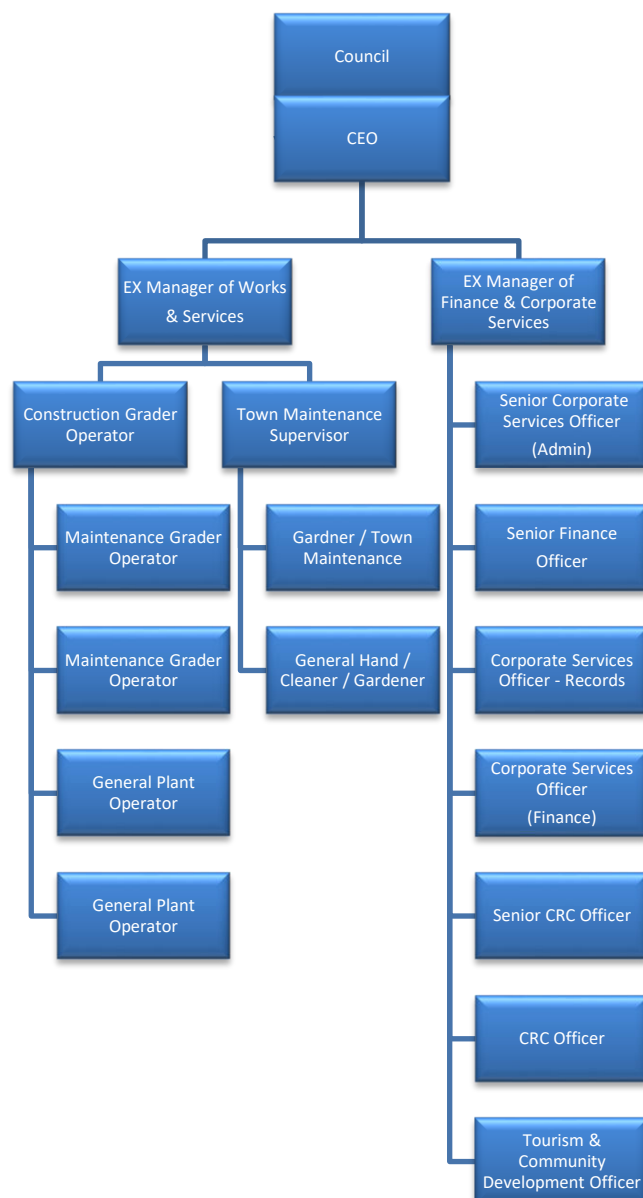 Council
CEO
EX Manager of Works
& Services
EX Manager of
Finance & Corporate
Services
Construction Grader
Operator
Town Maintenance
Supervisor
Maintenance Grader
Operator
Maintenance Grader
Operator
General Plant
Operator
General Plant
Operator
Gardner / Town
Maintenance
General Hand /
Cleaner / Gardener
Senior Corporate
Services Officer
(Admin)
Senior Finance
Officer
Corporate Services
Officer - Records
Corporate Services
Officer
(Finance)
Senior CRC Officer
CRC Officer
Tourism &
Community
Development Officer